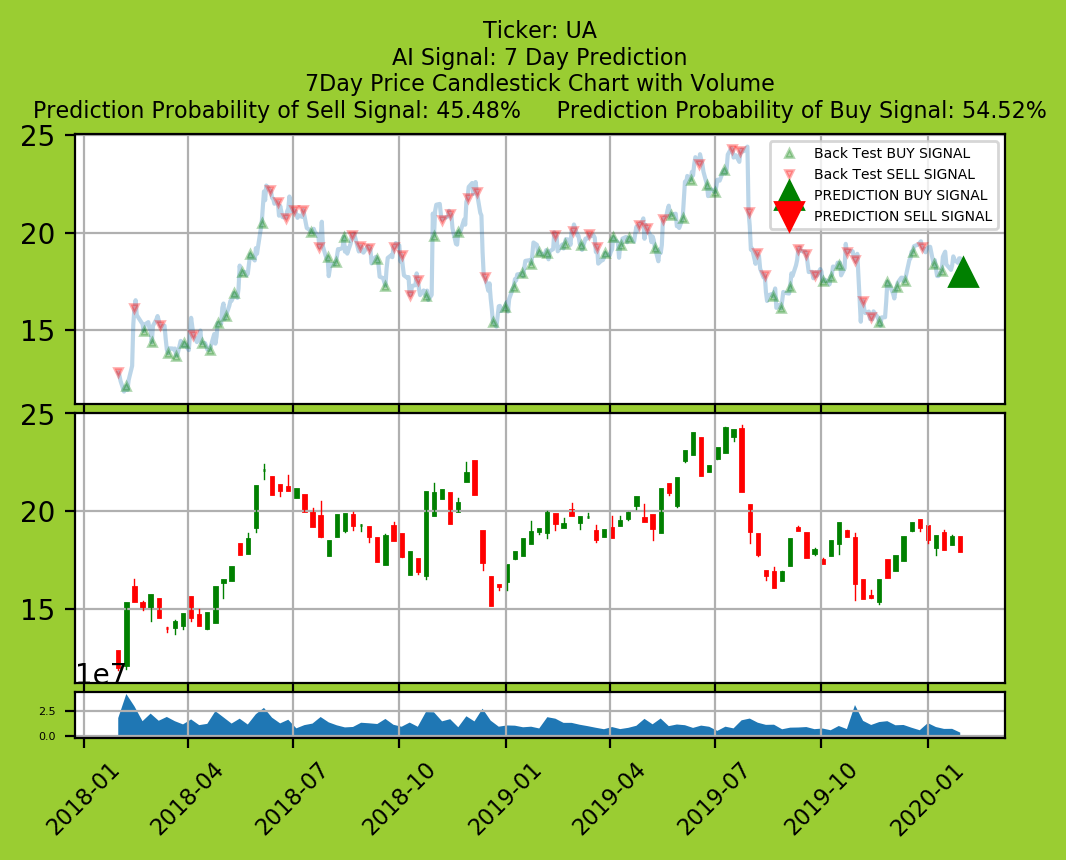 Ticker: UA
AI Signal: 7 Day Prediction
7Day Price Candlestick Chart with Volume
Prediction Probability of Sell Signal: 45.48%     Prediction Probability of Buy Signal: 54.52%
25
20
15
Back Test BUY SIGNAL
Back Test SELL SIGNAL
PREDICTION BUY SIGNAL
PREDICTION SELL SIGNAL
25
20
15
1e7
2.5
0.0
2018-01
2018-04
2018-07
2018-10
2019-01
2019-04
2019-07
2019-10
2020-01